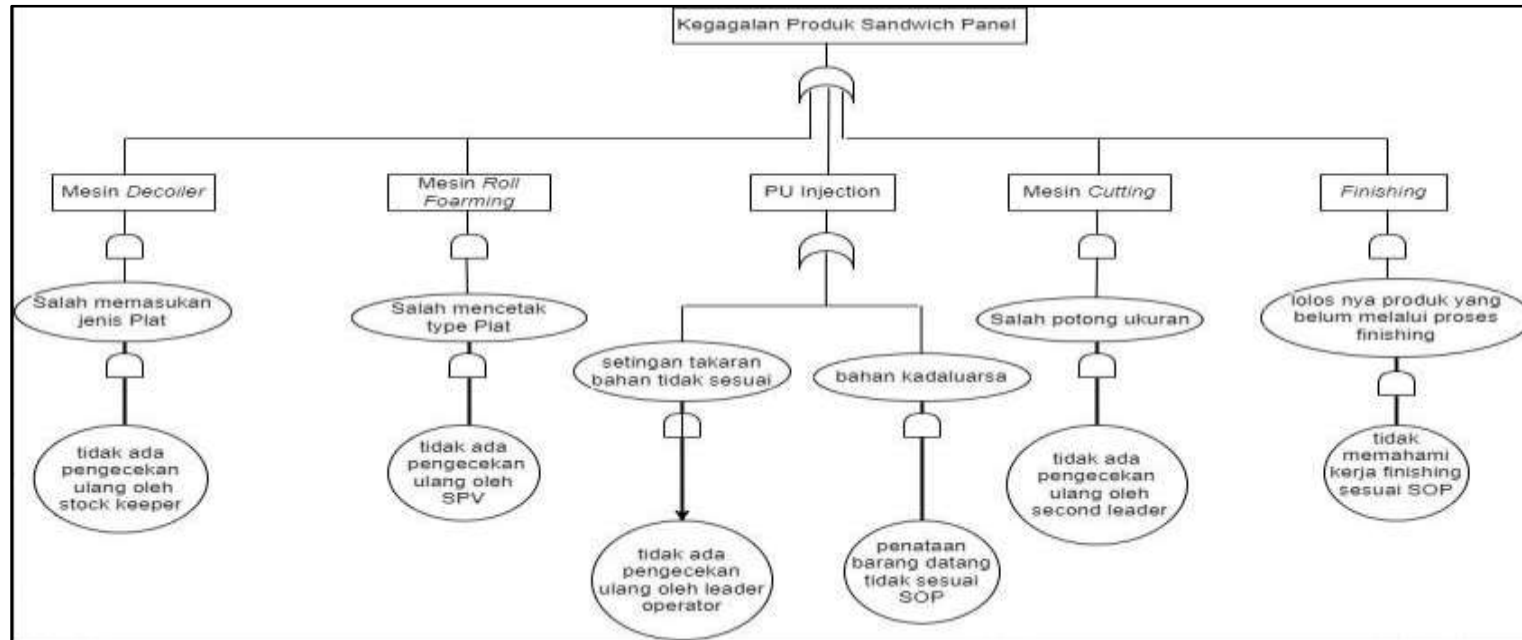 Kegagalan Produk Sandwich Panel
Mesin Decoiler
Mesin Roll
Foarming
PU Injection
Mesin Cutting
Finishing
Salah memasukan
jenis Plat
Salah mencetak
type Plat
setingan takaran
bahan tidak sesuai
bahan kadaluarsa
Salah potong ukuran
lolos nya produk yang
belum melalui proses
finishing
tidak ada
pengecekan
ulang oleh
stock keeper
tidak ada
pengecekan
ulang oleh
SPV
tidak ada
pengecekan
ulang oleh leader
operator
penataan
barang datang
tidak sesuai
SOP
tidak ada
pengecekan
ulang oleh
second leader
tidak
memahami
kerja finishing
sesuai SOP